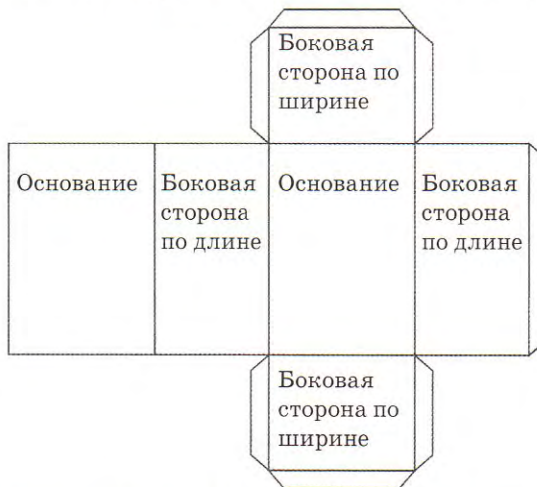 Боковая
сторона по
ширине
Основание
Боковая
сторона
по длине
Основание
Боковая
сторона
по длине
Боковая
сторона по
ширине